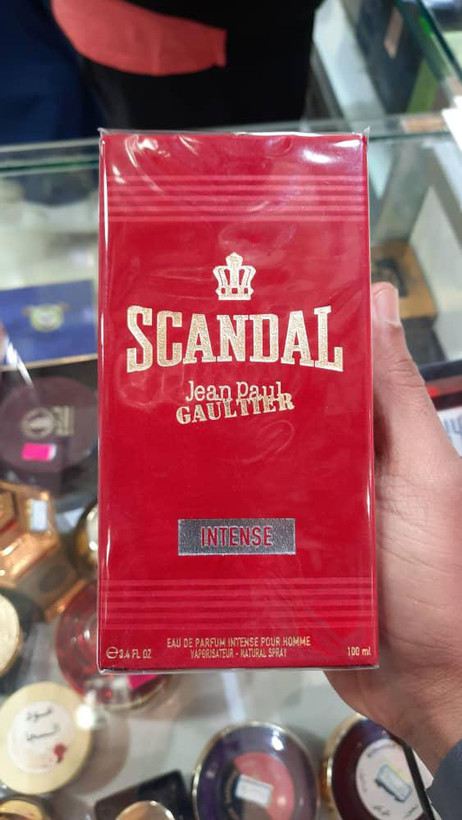 SCANDAL
Jean Paul
GAULTIER
INTENSE
EAU DE PARFUM INTENSE POUR HOMME
VAPORISATEUR - NATURAL SPRAY
℮ 3.4 FL OZ
100 ml
عود